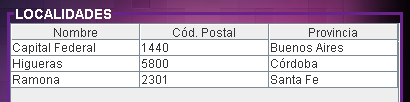 LOCALIDADES
Nombre Cód. Postal Provincia
Capital Federal 1440 Buenos Aires
Higueras 5800 Córdoba
Ramona 2301 Santa Fe